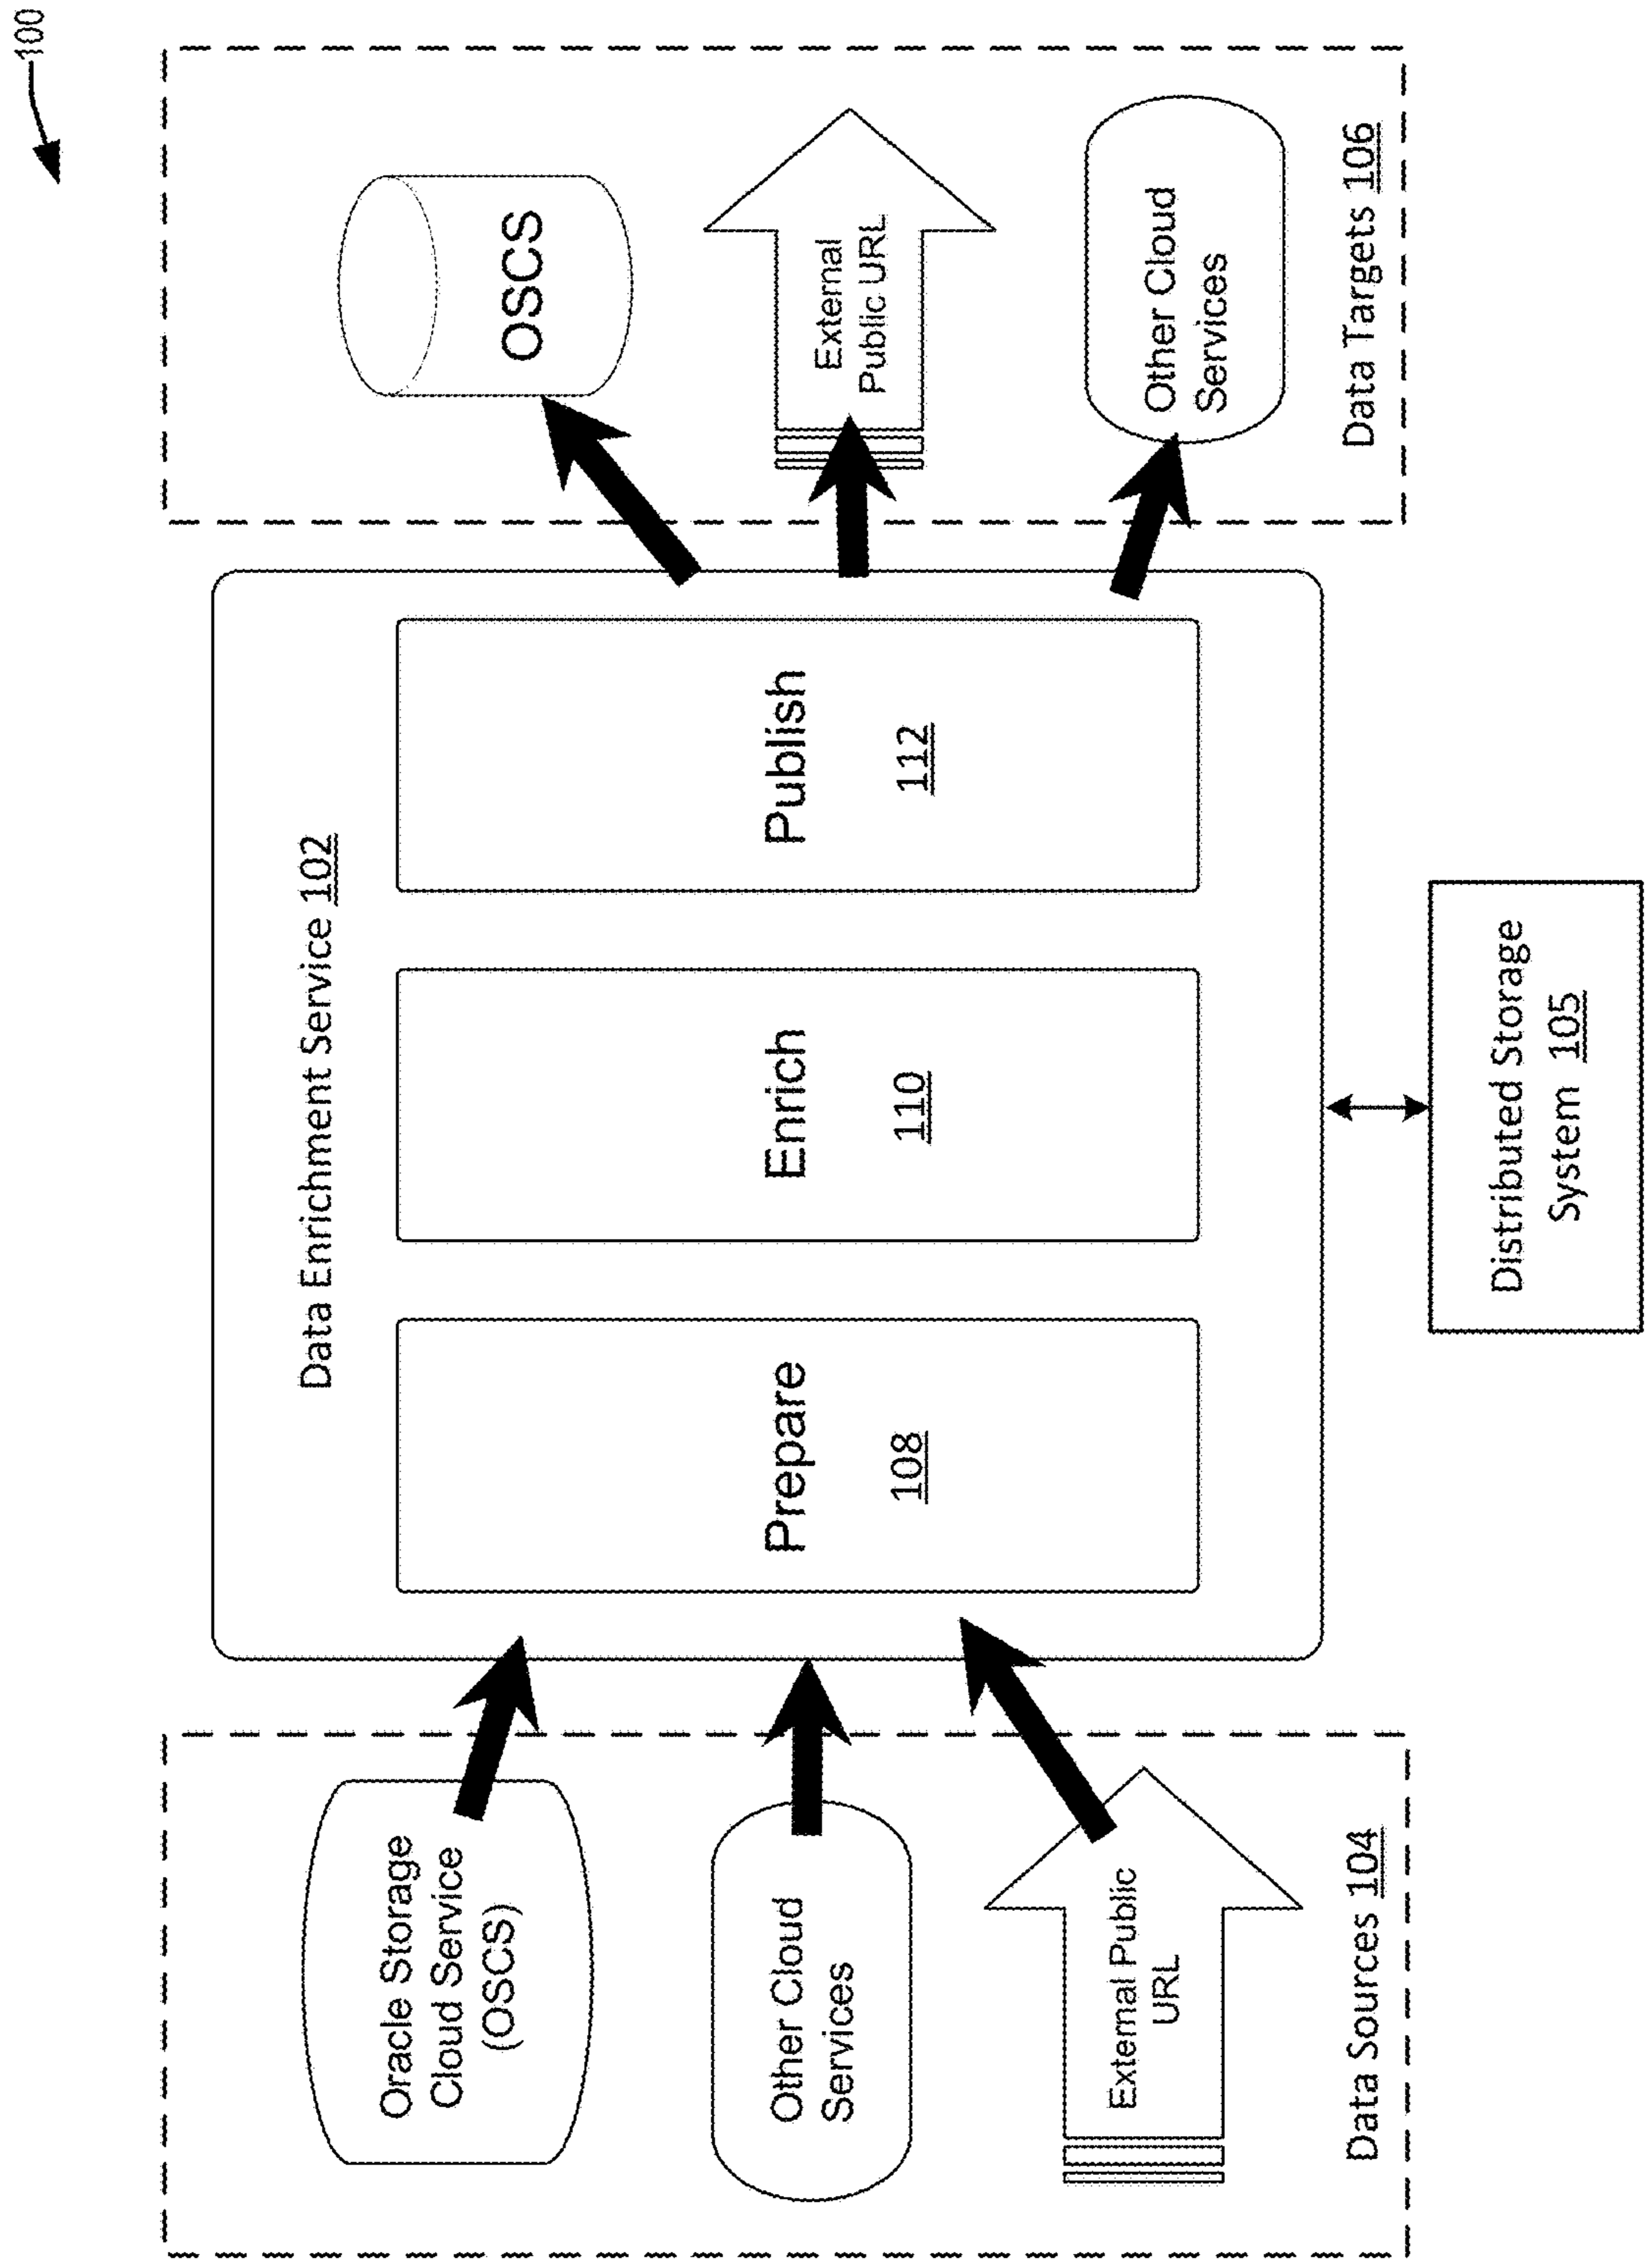 100
Data Enrichment Service 102
Oracle Storage
Cloud Service
(OSCS)
Other Cloud
Services
External Public
URL
Data Sources 104
Prepare
108
Enrich
110
Publish
112
OSCS
External
Public URL
Other Cloud
Services
Data Targets 106
Distributed Storage
System 105